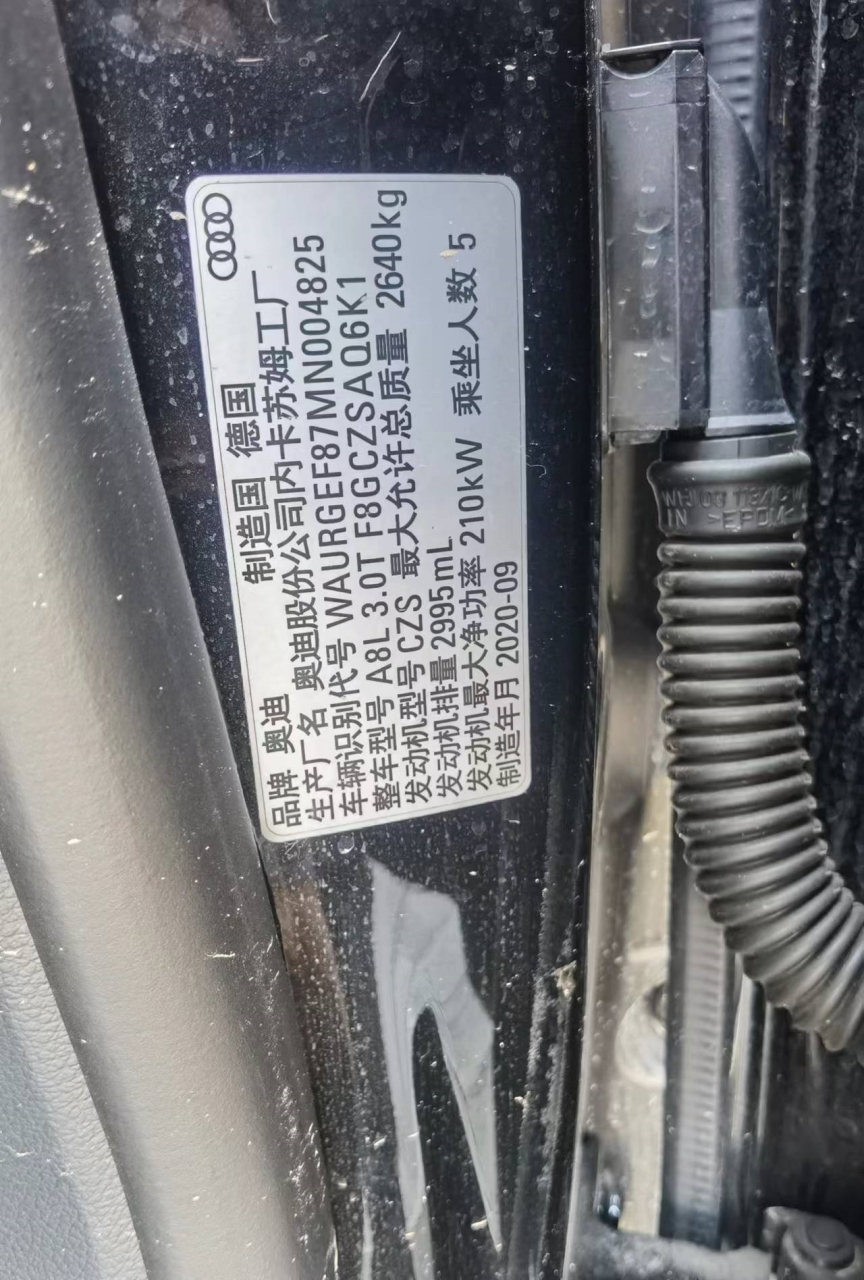 品牌 奥迪 制造国 德国
生产厂名 奥迪股份公司内卡苏姆工厂
车辆识别代号 WAURGEF87MN004825
整车型号 A8L 3.0T F8GCZSAQ6K1
发动机型号 CZS 最大允许总质量 2640kg
发动机排量 2995mL
发动机最大净功率 210kW 乘坐人数 5
制造年月 2020-09
IN >EPDM<